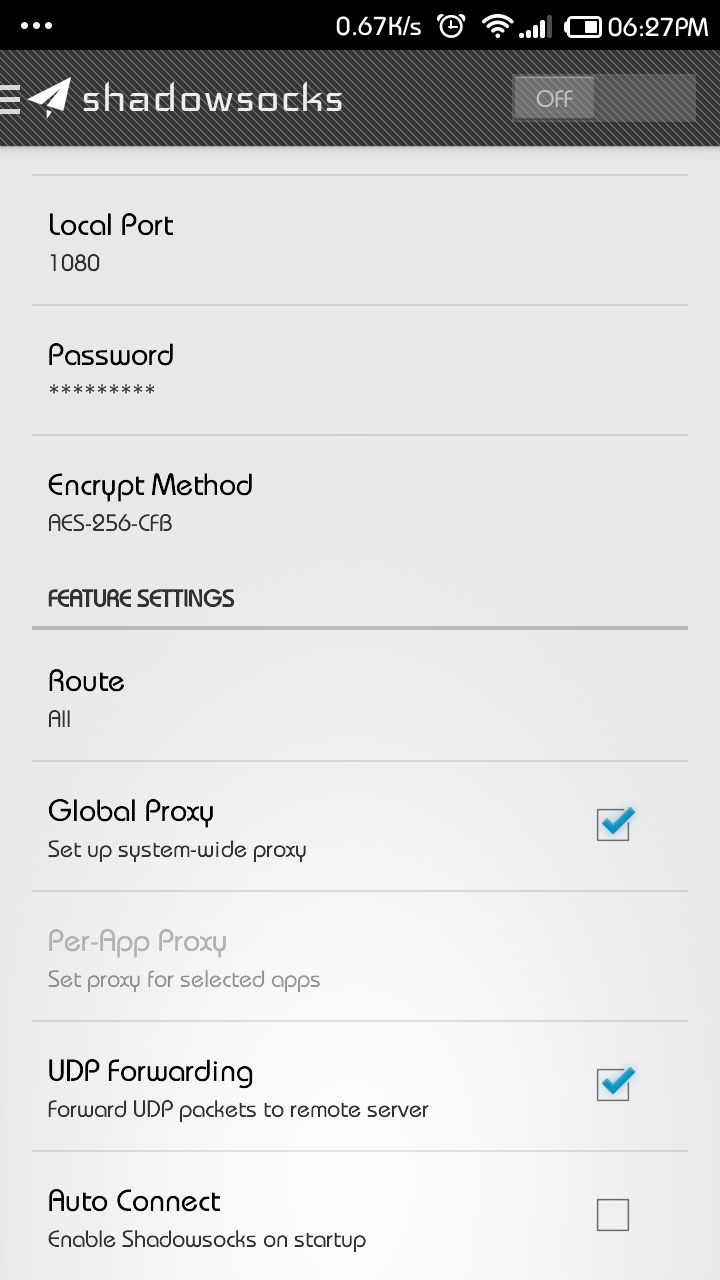 0.67K/s 06:27PM
shadowsocks OFF
Local Port
1080
Password
*********
Encrypt Method
AES-256-CFB
FEATURE SETTINGS
Route
All
Global Proxy
Set up system-wide proxy
Per-App Proxy
Set proxy for selected apps
UDP Forwarding
Forward UDP packets to remote server
Auto Connect
Enable Shadowsocks on startup